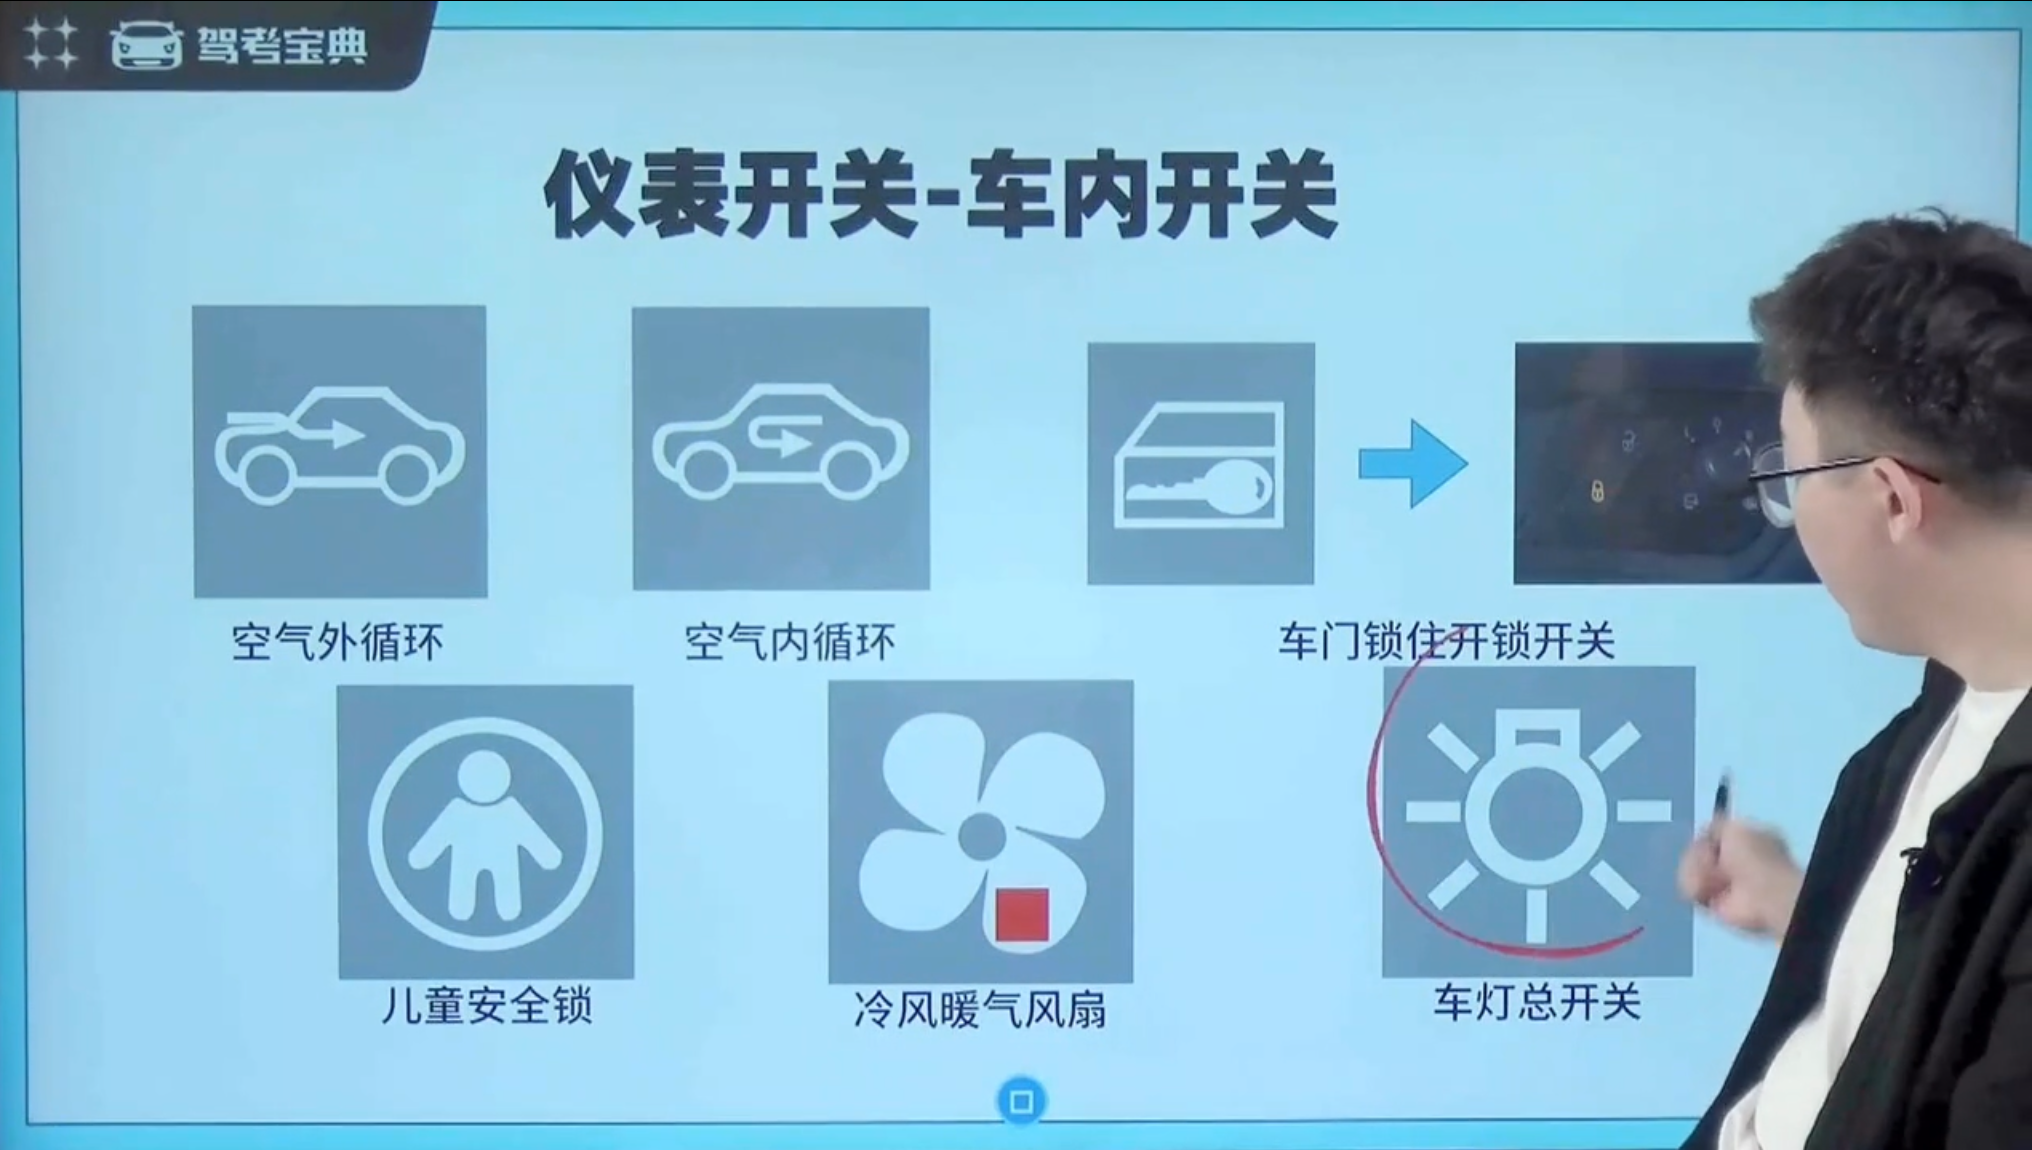 驾考宝典
仪表开关-车内开关
空气外循环
空气内循环
车门锁住开锁开关
儿童安全锁
冷风暖气风扇
车灯总开关